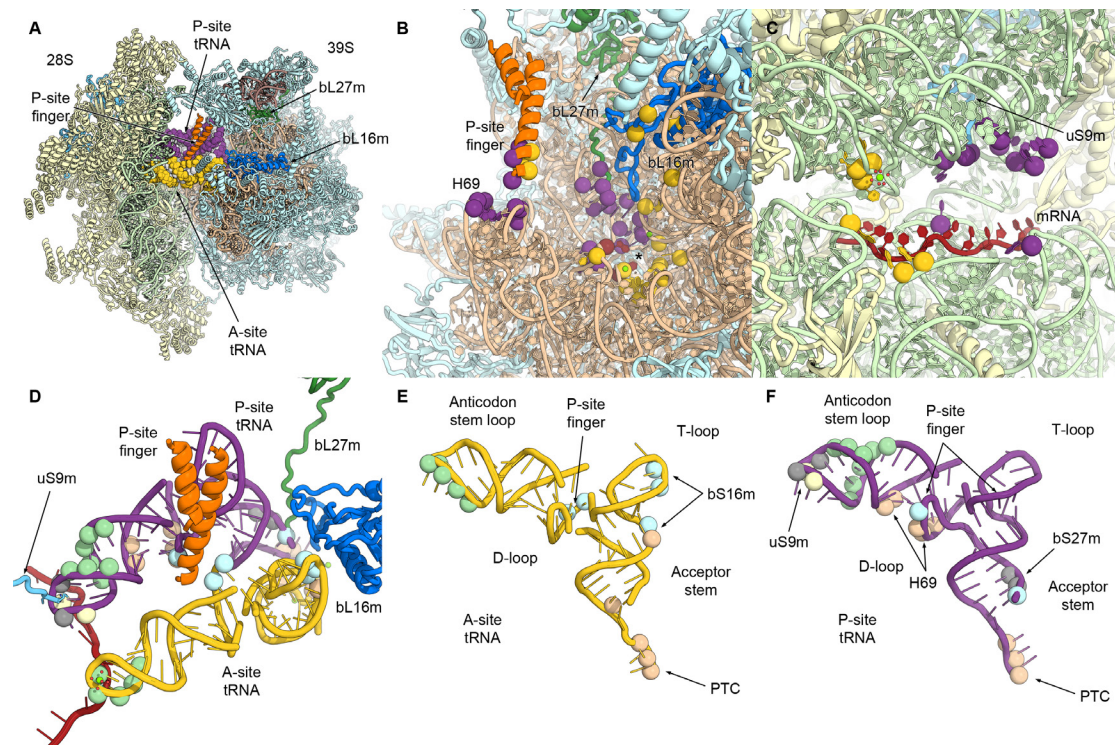 A
P-site
tRNA
28S
39S
bL27m
P-site
finger
bL16m
A-site
tRNA
B
bL27m
P-site
finger
bL16m
H69
*
C
uS9m
mRNA
D
P-site
tRNA
P-site
finger
bL27m
uS9m
bL16m
A-site
tRNA
E
Anticodon
stem loop
P-site
finger
T-loop
bS16m
D-loop
Acceptor
stem
A-site
tRNA
PTC
F
Anticodon
stem loop
P-site
finger
T-loop
uS9m
bS27m
D-loop
H69
Acceptor
stem
P-site
tRNA
PTC